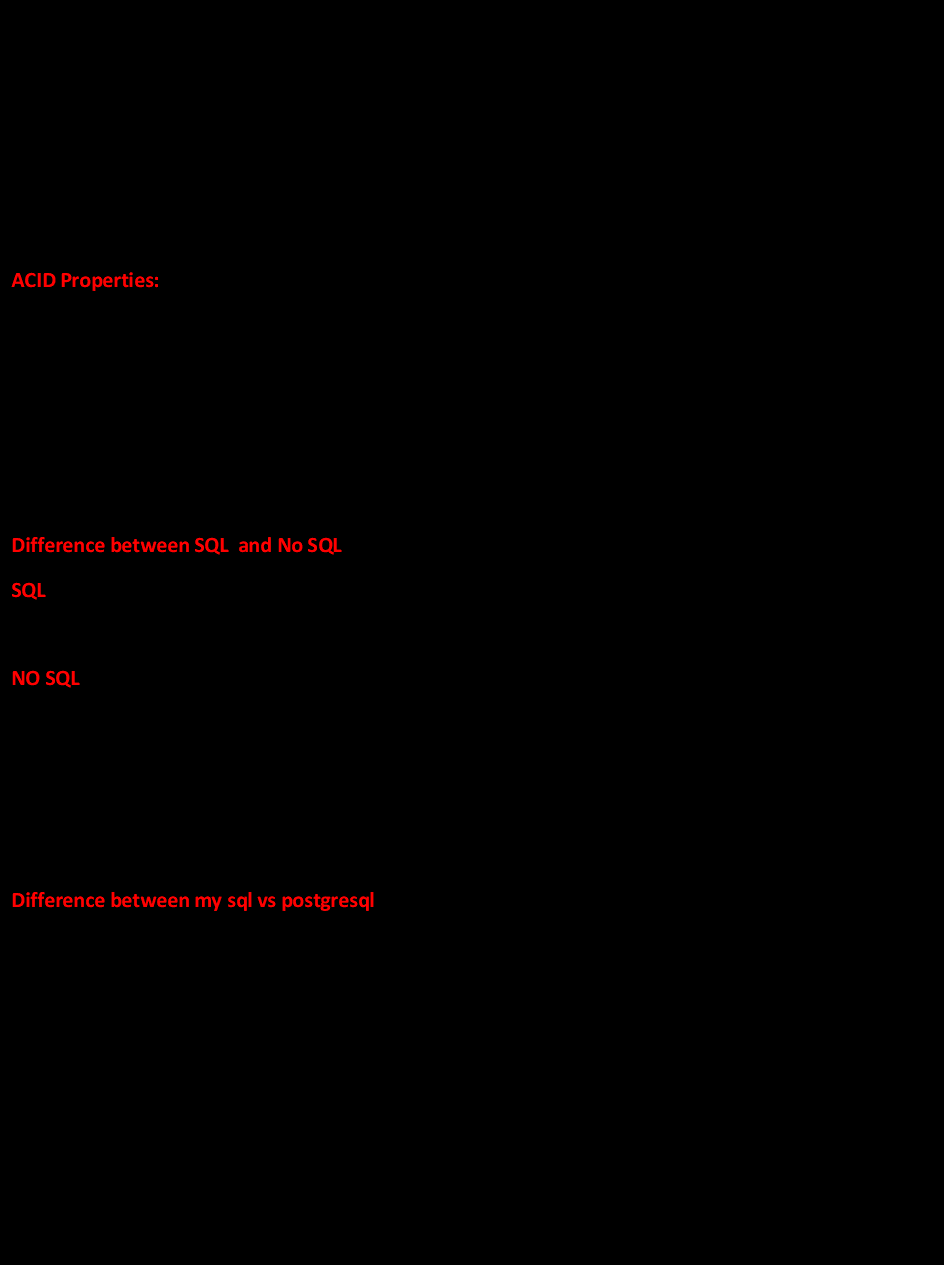 ACID Properties:
Difference between SQL  and No SQL
SQL
NO SQL
Difference between my sql vs postgresql